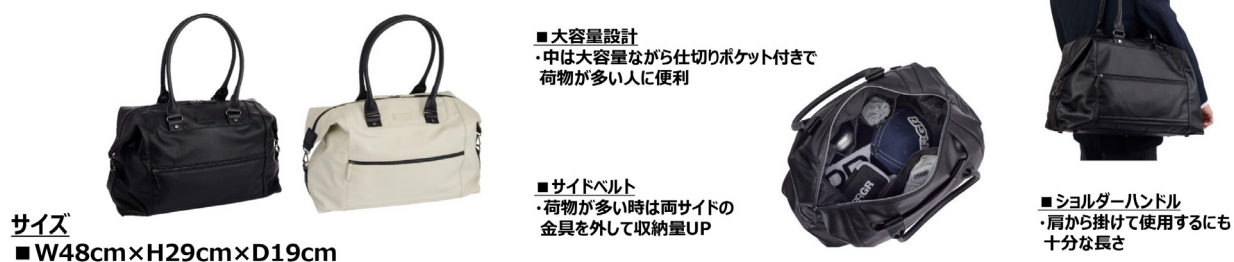 サイズ
■W48cm×H29cm×D19cm
■大容量設計
・中は大容量ながら仕切りポケット付きで
荷物が多い人に便利
■サイドベルト
・荷物が多い時は両サイドの
金具を外して収納量UP
■ショルダーハンドル
・肩から掛けて使用するにも
十分な長さ